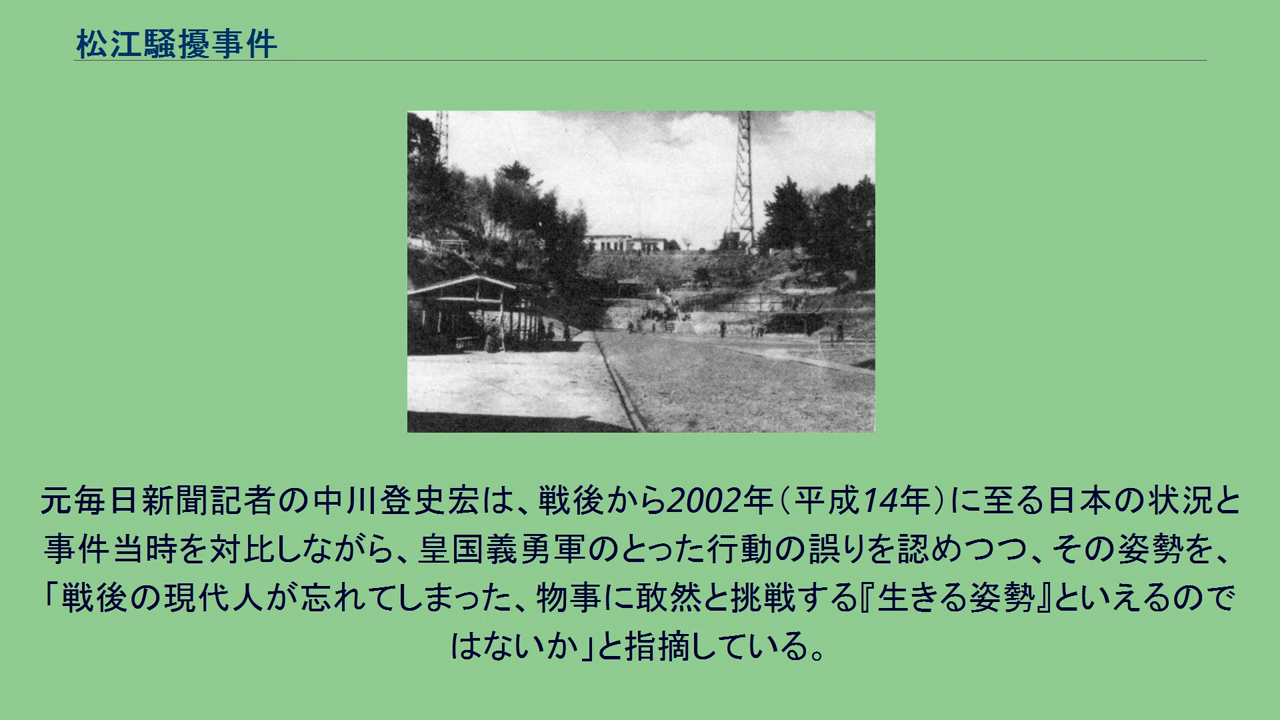 松江騒擾事件
元毎日新聞記者の中川登史宏は、戦後から2002年（平成14年）に至る日本の状況と
事件当時を対比しながら、皇国義勇軍のとった行動の誤りを認めつつ、その姿勢を、
「戦後の現代人が忘れてしまった、物事に敢然と挑戦する『生きる姿勢』といえるので
はないか」と指摘している。